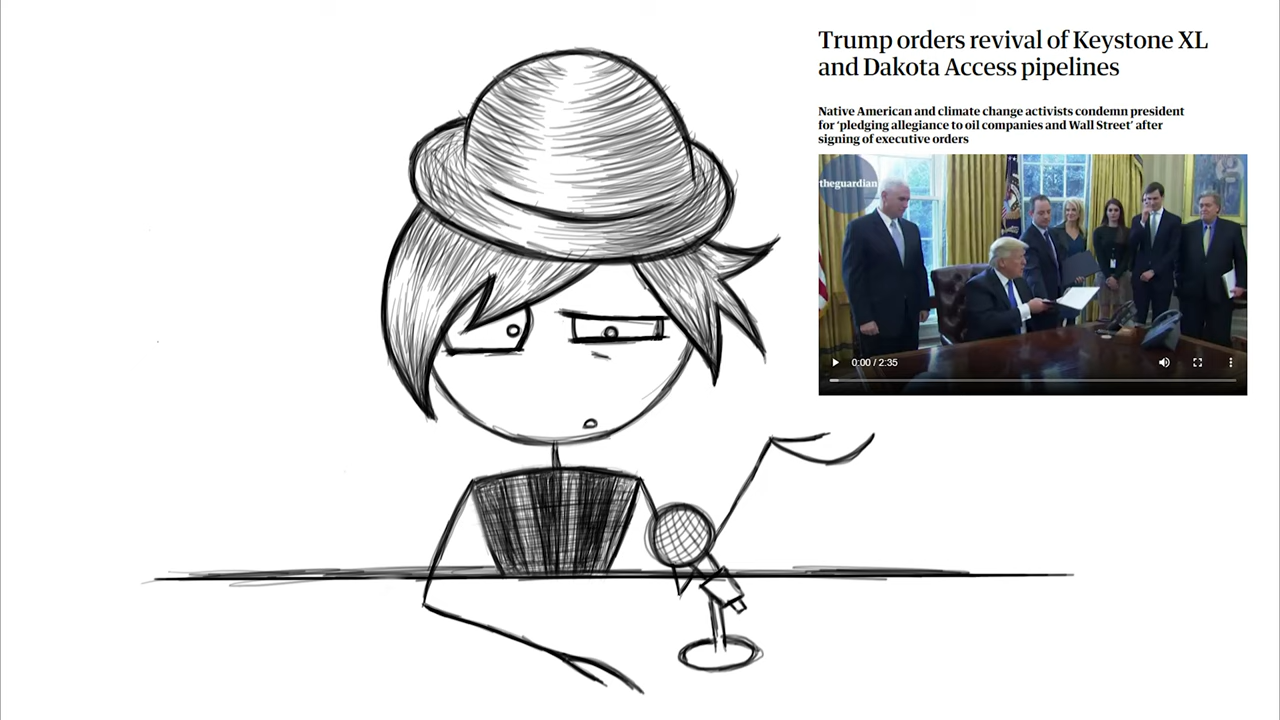 Trump orders revival of Keystone XL
and Dakota Access pipelines
Native American and climate change activists condemn president
for ‘pledging allegiance to oil companies and Wall Street’ after
signing of executive orders
theguardian
0:00 / 2:35